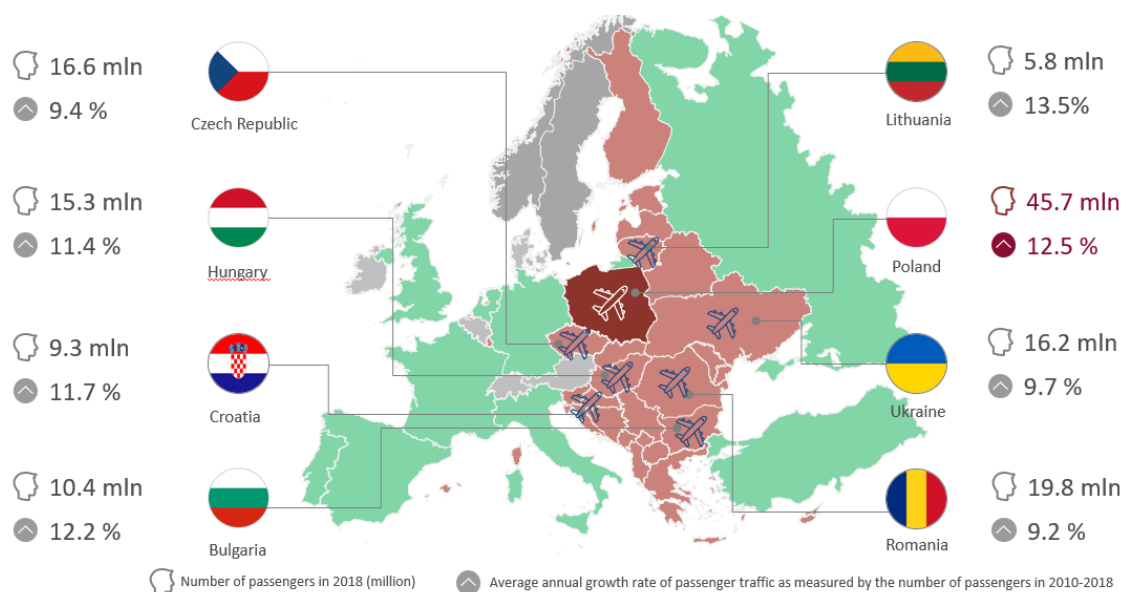 16.6 mln
9.4 %
Czech Republic
15.3 mln
11.4 %
Hungary
9.3 mln
11.7 %
Croatia
10.4 mln
12.2 %
Bulgaria
5.8 mln
13.5%
Lithuania
45.7 mln
12.5 %
Poland
16.2 mln
9.7 %
Ukraine
19.8 mln
9.2 %
Romania
Number of passengers in 2018 (million)
Average annual growth rate of passenger traffic as measured by the number of passengers in 2010-2018